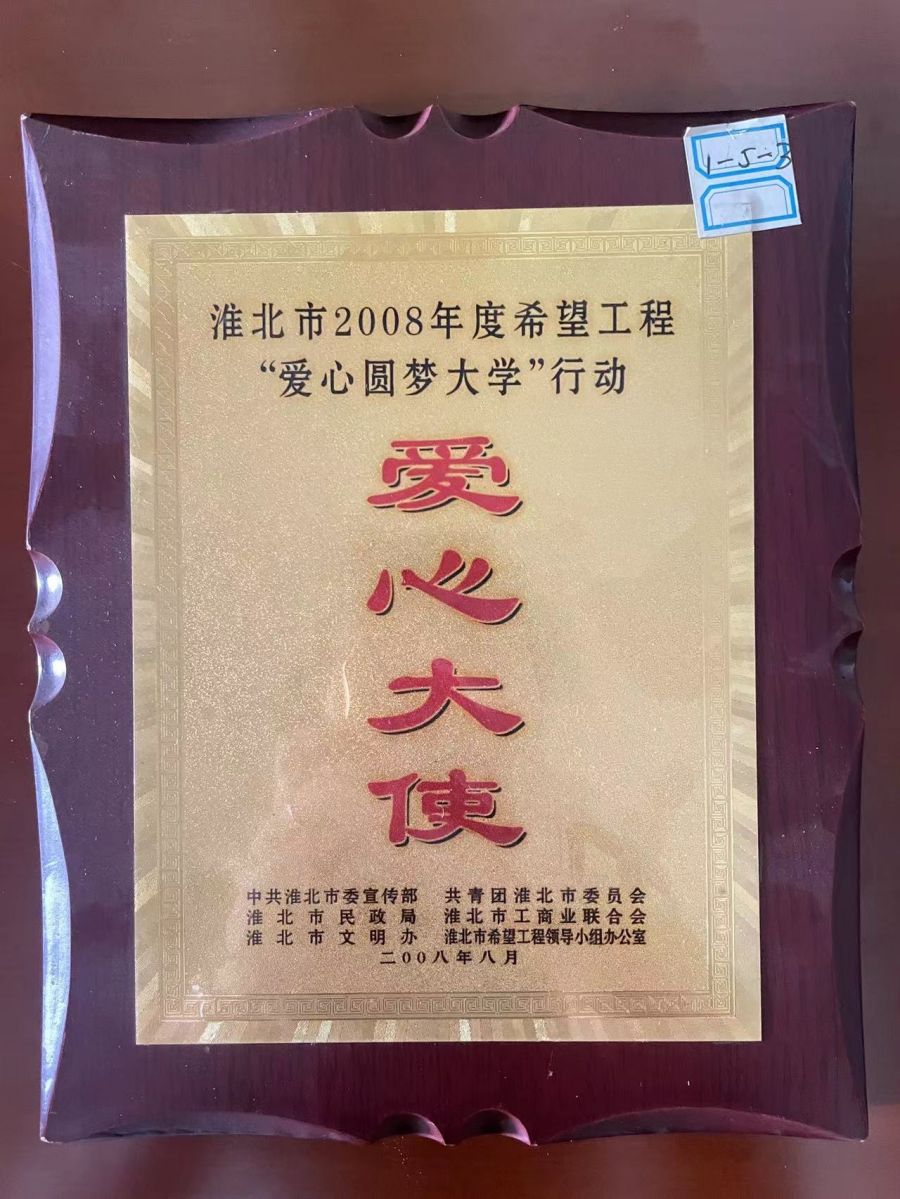 1-5-3
淮北市2008年度希望工程
“爱心圆梦大学”行动
爱
心
大
使
中共淮北市委宣传部 共青团淮北市委员会
淮北市民政局 淮北市工商业联合会
淮北市文明办 淮北市希望工程领导小组办公室
二00八年八月